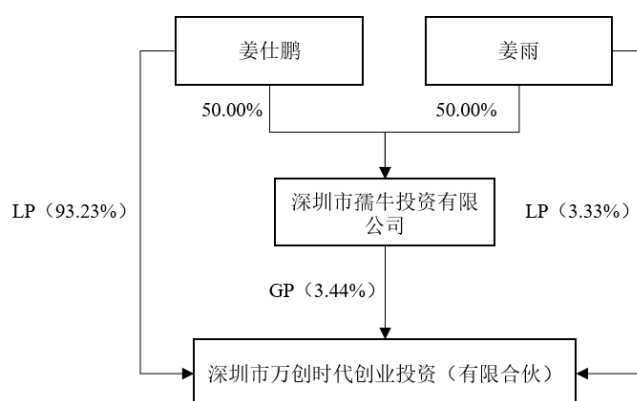 姜仕鹏
姜雨
50.00%
50.00%
深圳市孺牛投资有限
公司
LP（93.23%）
LP（3.33%）
GP（3.44%）
深圳市万创时代创业投资（有限合伙）